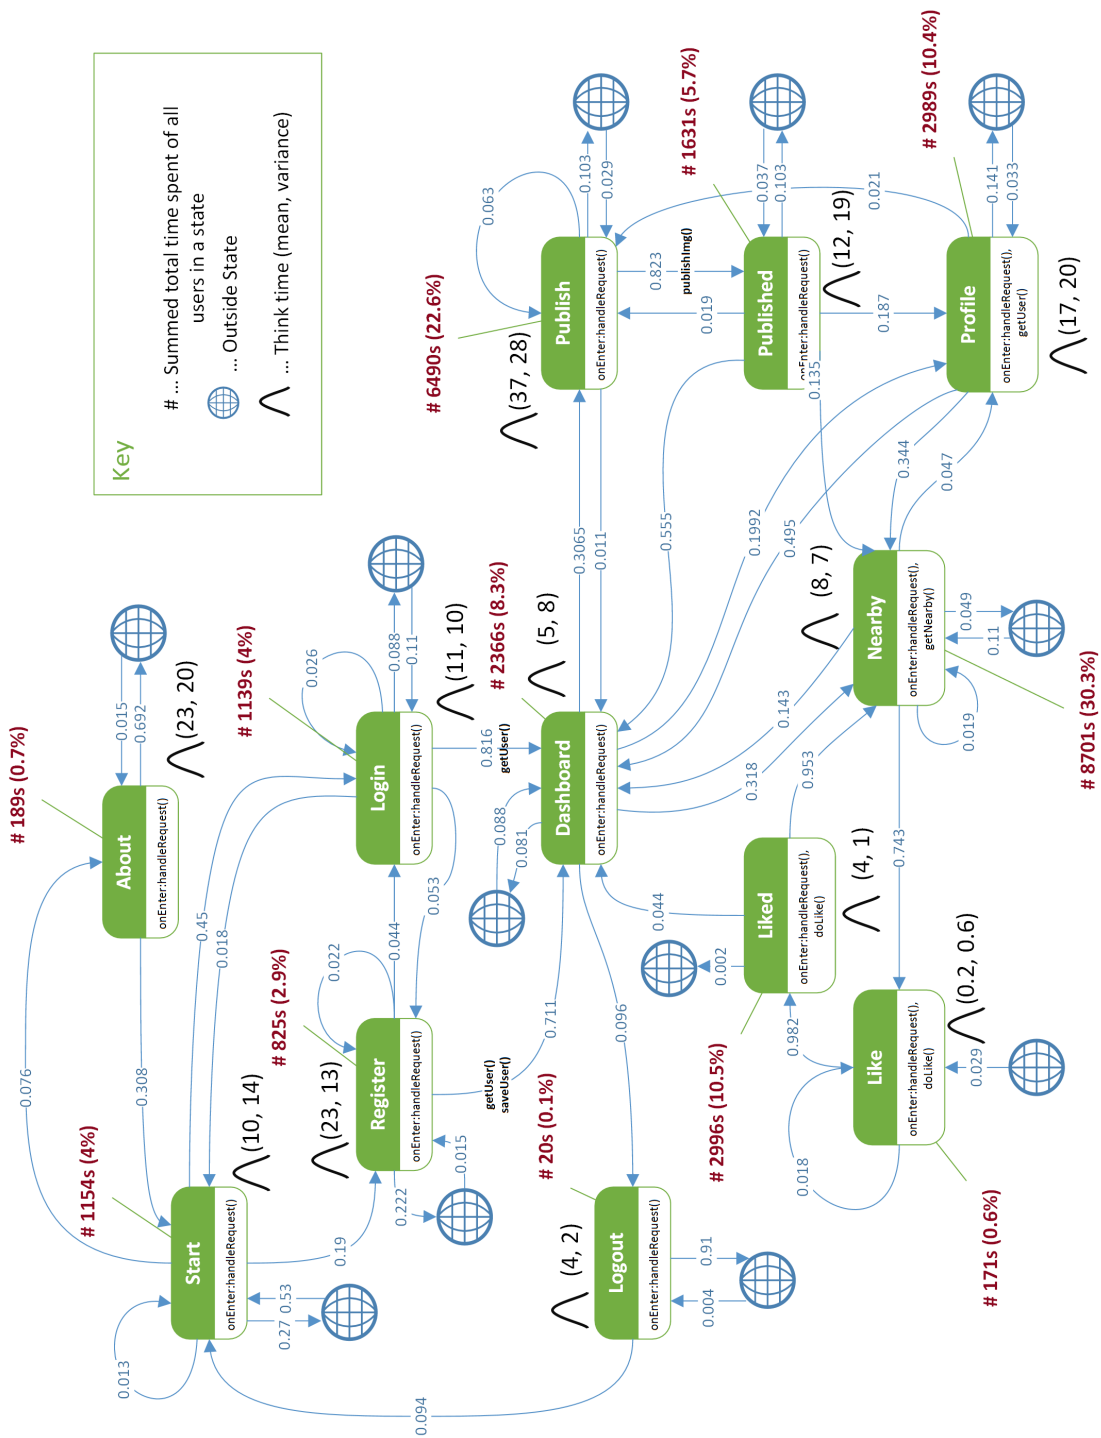 Key
# ... Summed total time spent of all
users in a state
... Outside State
... Think time (mean, variance)
# 189s (0.7%)
About
onEnter:handleRequest()
(23, 20)
0.015
0.692
0.076
0.308
# 1154s (4%)
Start
onEnter:handleRequest()
(10, 14)
0.013
0.27
0.53
0.19
0.45
0.018
# 1139s (4%)
Login
onEnter:handleRequest()
(11, 10)
0.026
0.088
0.11
0.816
getUser()
0.053
# 825s (2.9%)
Register
onEnter:handleRequest()
(23, 13)
0.022
0.044
0.222
0.015
0.711
getUser()
saveUser()
# 2366s (8.3%)
Dashboard
onEnter:handleRequest()
(5, 8)
0.088
0.081
0.3065
0.011
0.096
0.1992
0.318
# 20s (0.1%)
Logout
onEnter:handleRequest()
(4, 2)
0.91
0.004
0.094
# 6490s (22.6%)
Publish
onEnter:handleRequest()
(37, 28)
0.063
0.103
0.029
0.823
publishImg()
# 1631s (5.7%)
Published
onEnter:handleRequest()
(12, 19)
0.037
0.103
0.019
0.187
0.555
0.135
# 2989s (10.4%)
Profile
onEnter:handleRequest(),
getUser()
(17, 20)
0.141
0.033
0.021
0.495
0.344
0.047
# 8701s (30.3%)
Nearby
onEnter:handleRequest(),
getNearby()
(8, 7)
0.049
0.11
0.019
0.143
0.743
# 2996s (10.5%)
Liked
onEnter:handleRequest(),
doLike()
(4, 1)
0.953
0.044
0.002
# 171s (0.6%)
Like
onEnter:handleRequest(),
doLike()
(0.2, 0.6)
0.982
0.018
0.029